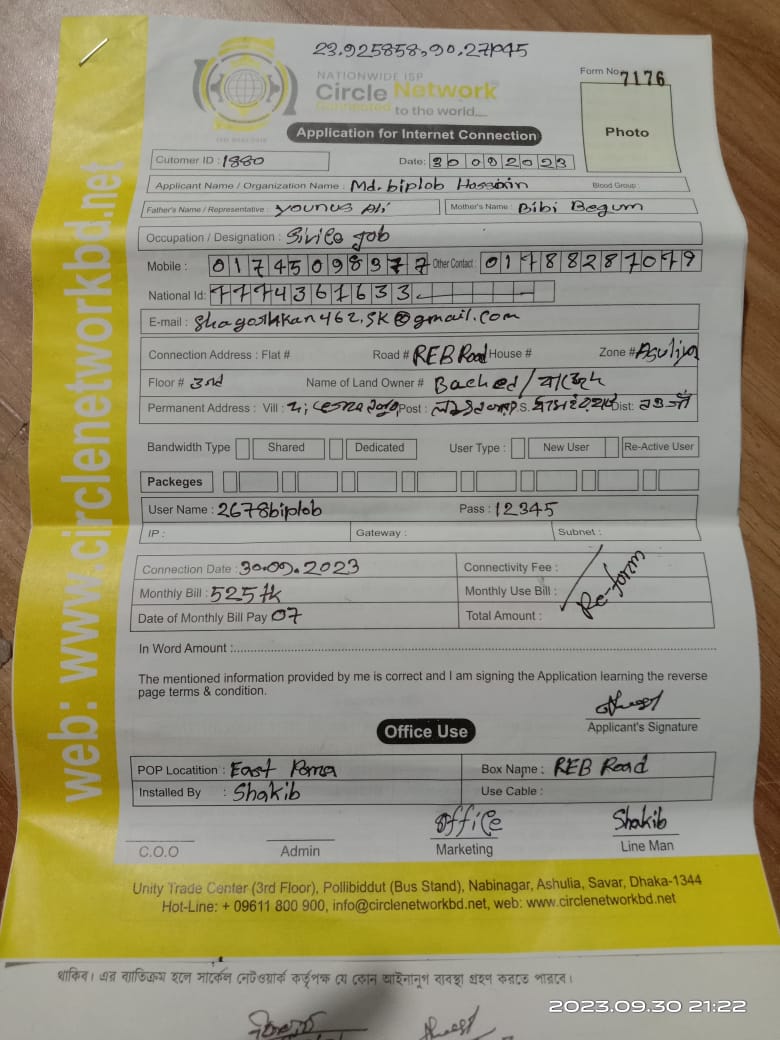 23.925858,90.277045
NATIONWIDE ISP
Circle Network
Connected to the world....
Form No 7176
Photo
Application for Internet Connection
Cutomer ID : 1880 Date: 30 09 2023
Applicant Name / Organization Name : Md. biplob Hossain Blood Group :
Father's Name / Representative : Younus Ali Mother's Name : Bibi Begum
Occupation / Designation : Job
Mobile : 01745098977 Other Contact : 01788287079
National Id: 7774361633
E-mail : @gmail.com
Connection Address : Flat # Road # REB Road House # Zone # Asuliya
Floor # 3rd Name of Land Owner # Bached /
Permanent Address : Vill : Post : P.S. Dist:
Bandwidth Type Shared Dedicated User Type : New User Re-Active User
Packeges
User Name : 2678biplob Pass : 12345
IP : Gateway : Subnet :
Connection Date : 30.09.2023 Connectivity Fee :
Monthly Bill : 525 tk Monthly Use Bill :
Date of Monthly Bill Pay 07 Total Amount :
Re-form
In Word Amount :
The mentioned information provided by me is correct and I am signing the Application learning the reverse
page terms & condition.
Applicant's Signature
Office Use
POP Locatition : East Box Name : REB Road
Installed By : Shakib Use Cable :
office Shakib
C.O.O Admin Marketing Line Man
Unity Trade Center (3rd Floor), Pollibiddut (Bus Stand), Nabinagar, Ashulia, Savar, Dhaka-1344
Hot-Line: + 09611 800 900, info@circlenetworkbd.net, web: www.circlenetworkbd.net
web: www.circlenetworkbd.net
থাকিব। এর ব্যতিক্রম হলে সার্কেল নেটওয়ার্ক কর্তৃপক্ষ যে কোন আইনানুগ ব্যবস্থা গ্রহণ করতে পারবে।
2023.09.30 21:22